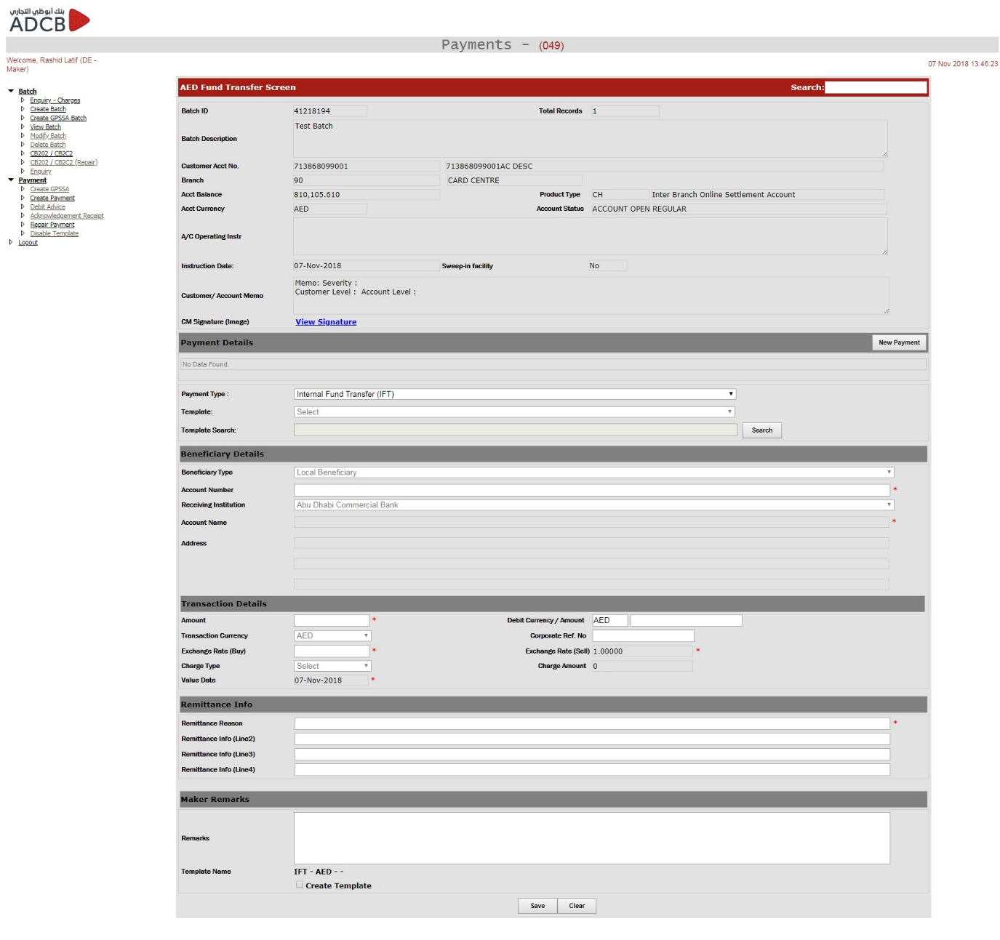 بنك أبوظبي التجاري
ADCB
Payments - (049)
Welcome, Rashid Latif (DE -
Maker)
07 Nov 2018 13:46:23
Batch
Enquiry - Charges
Create Batch
Create GPSSA Batch
View Batch
Modify Batch
Delete Batch
CB202 / CB2C2
CB202 / CB2C2 (Repair)
Enquiry
Payment
Create GPSSA
Create Payment
Debit Advice
Acknowledgement Receipt
Repair Payment
Disable Template
Logout
AED Fund Transfer Screen Search:
Batch ID 41218194 Total Records 1
Batch Description Test Batch
Customer Acct No. 713868099001 713868099001AC DESC
Branch 90 CARD CENTRE
Acct Balance 810,105.610 Product Type CH Inter Branch Online Settlement Account
Acct Currency AED Account Status ACCOUNT OPEN REGULAR
A/C Operating Instr
Instruction Date: 07-Nov-2018 Sweep-in facility No
Customer/ Account Memo Memo: Severity :
Customer Level : Account Level :
CM Signature (Image) View Signature
Payment Details New Payment
No Data Found.
Payment Type : Internal Fund Transfer (IFT)
Template: Select
Template Search: Search
Beneficiary Details
Beneficiary Type Local Beneficiary
Account Number *
Receiving Institution Abu Dhabi Commercial Bank
Account Name *
Address
Transaction Details
Amount * Debit Currency / Amount AED
Transaction Currency AED Corporate Ref. No
Exchange Rate (Buy) * Exchange Rate (Sell) 1.00000 *
Charge Type Select Charge Amount 0
Value Date 07-Nov-2018 *
Remittance Info
Remittance Reason *
Remittance Info (Line2)
Remittance Info (Line3)
Remittance Info (Line4)
Maker Remarks
Remarks
Template Name IFT - AED - -
Create Template
Save Clear